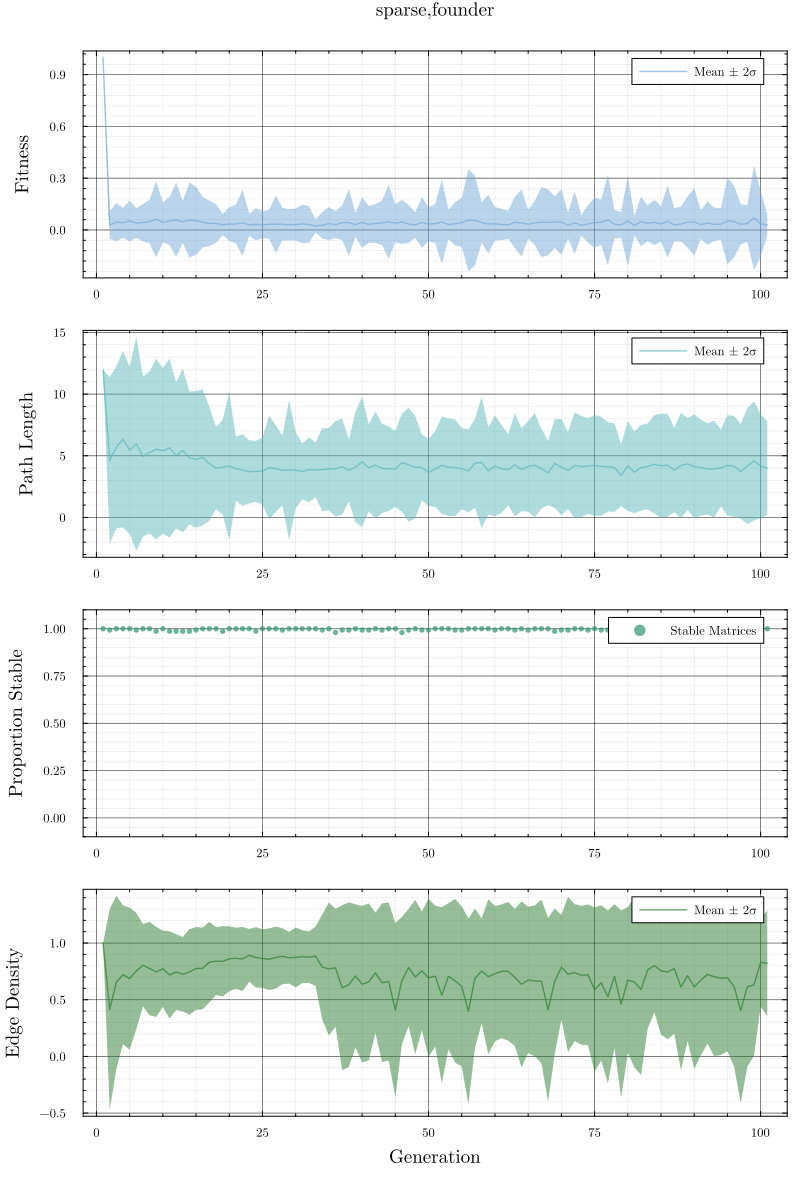 sparse,founder
Fitness
0.9
0.6
0.3
0.0
Mean ± 2σ
0 25 50 75 100
Path Length
15
10
5
0
Mean ± 2σ
0 25 50 75 100
Proportion Stable
1.00
0.75
0.50
0.25
0.00
Stable Matrices
0 25 50 75 100
Edge Density
1.0
0.5
0.0
−0.5
Mean ± 2σ
0 25 50 75 100
Generation